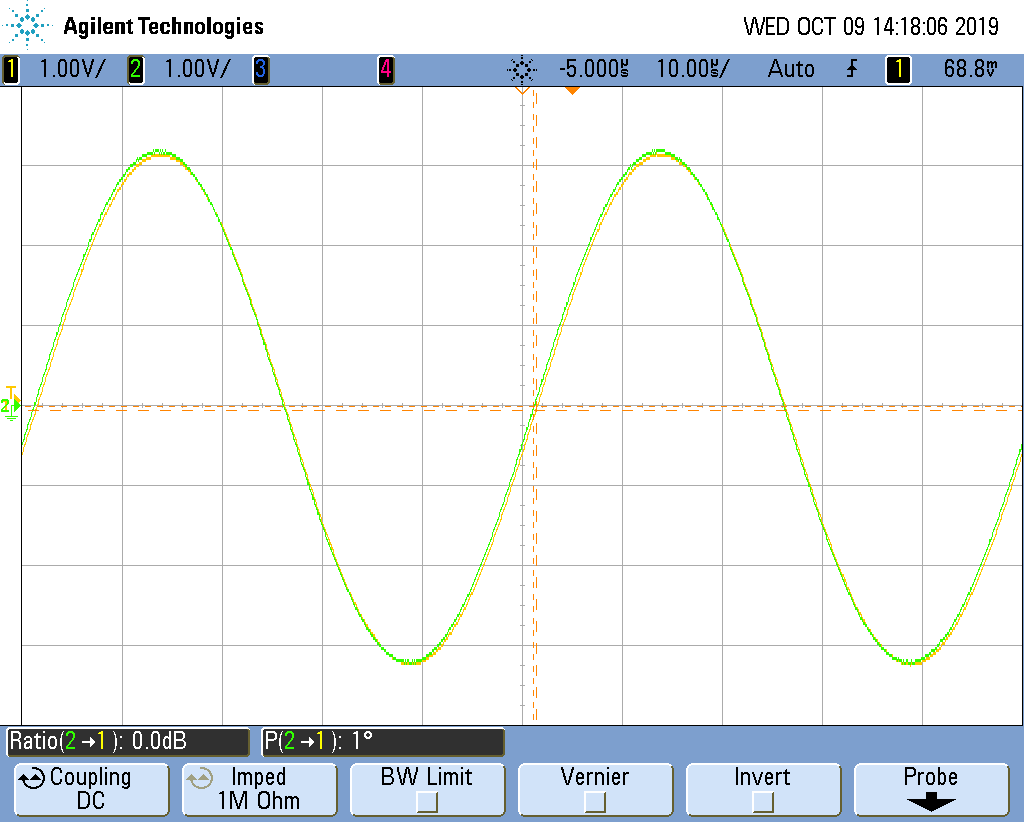 Agilent Technologies WED OCT 09 14:18:06 2019
1 1.00V/ 2 1.00V/ 3 4 -5.000µs 10.00µs/ Auto 1 68.8mV
T
2
Ratio(2→1): 0.0dB P(2→1): 1°
Coupling Imped BW Limit Vernier Invert Probe
DC 1M Ohm